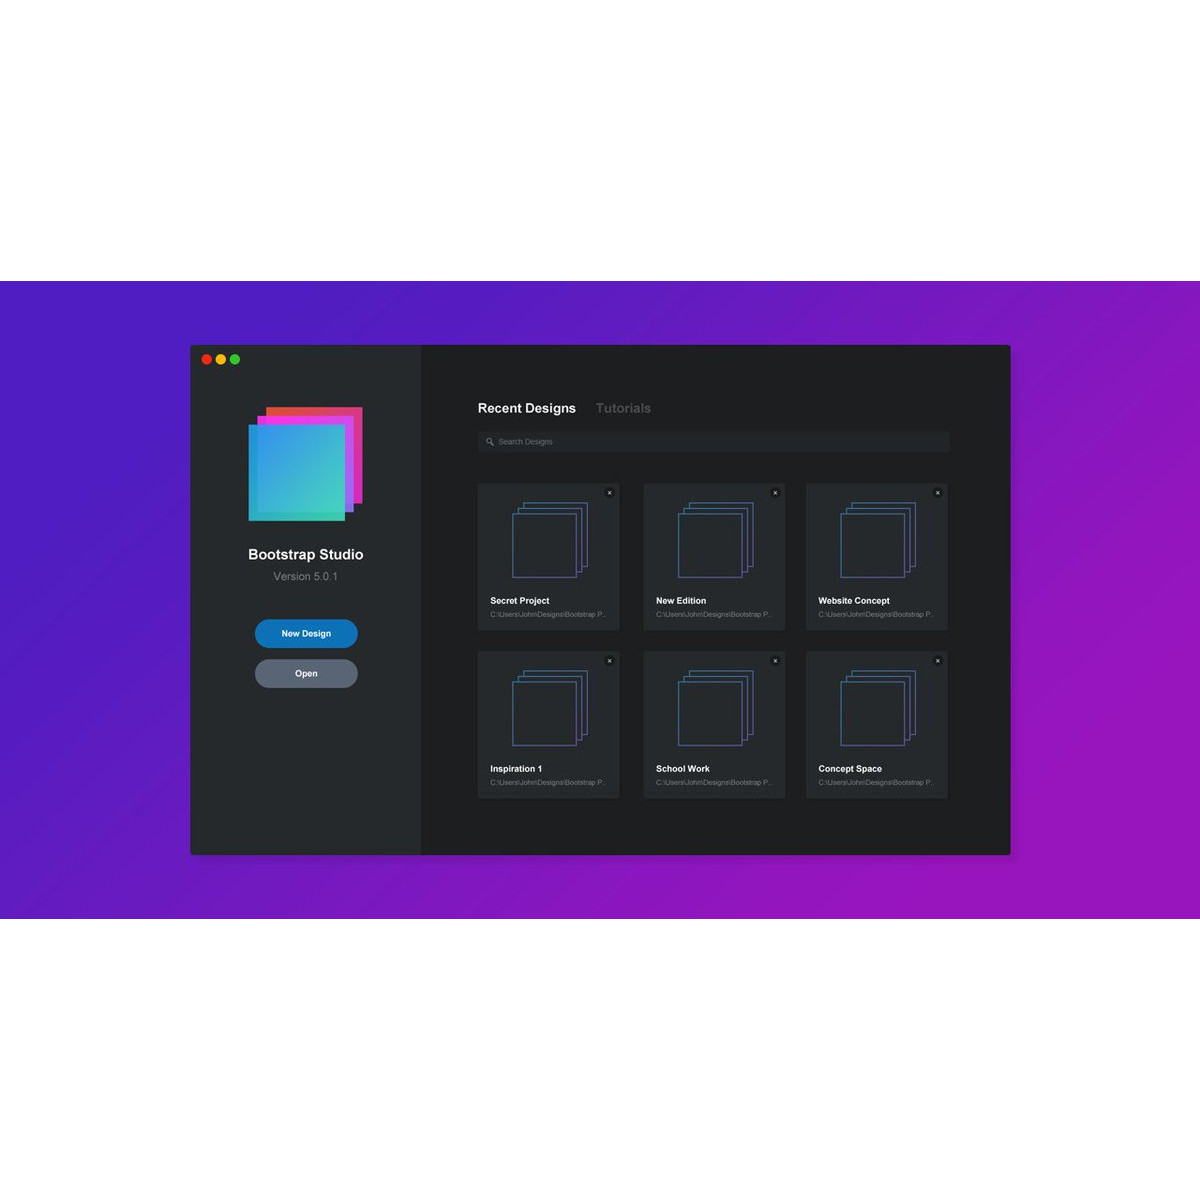 Bootstrap Studio
Version 5.0.1
New Design
Open
Recent Designs
Tutorials
Search Designs
Secret Project
C:\Users\John\Designs\Bootstrap P...
New Edition
C:\Users\John\Designs\Bootstrap P...
Website Concept
C:\Users\John\Designs\Bootstrap P...
Inspiration 1
C:\Users\John\Designs\Bootstrap P...
School Work
C:\Users\John\Designs\Bootstrap P...
Concept Space
C:\Users\John\Designs\Bootstrap P...